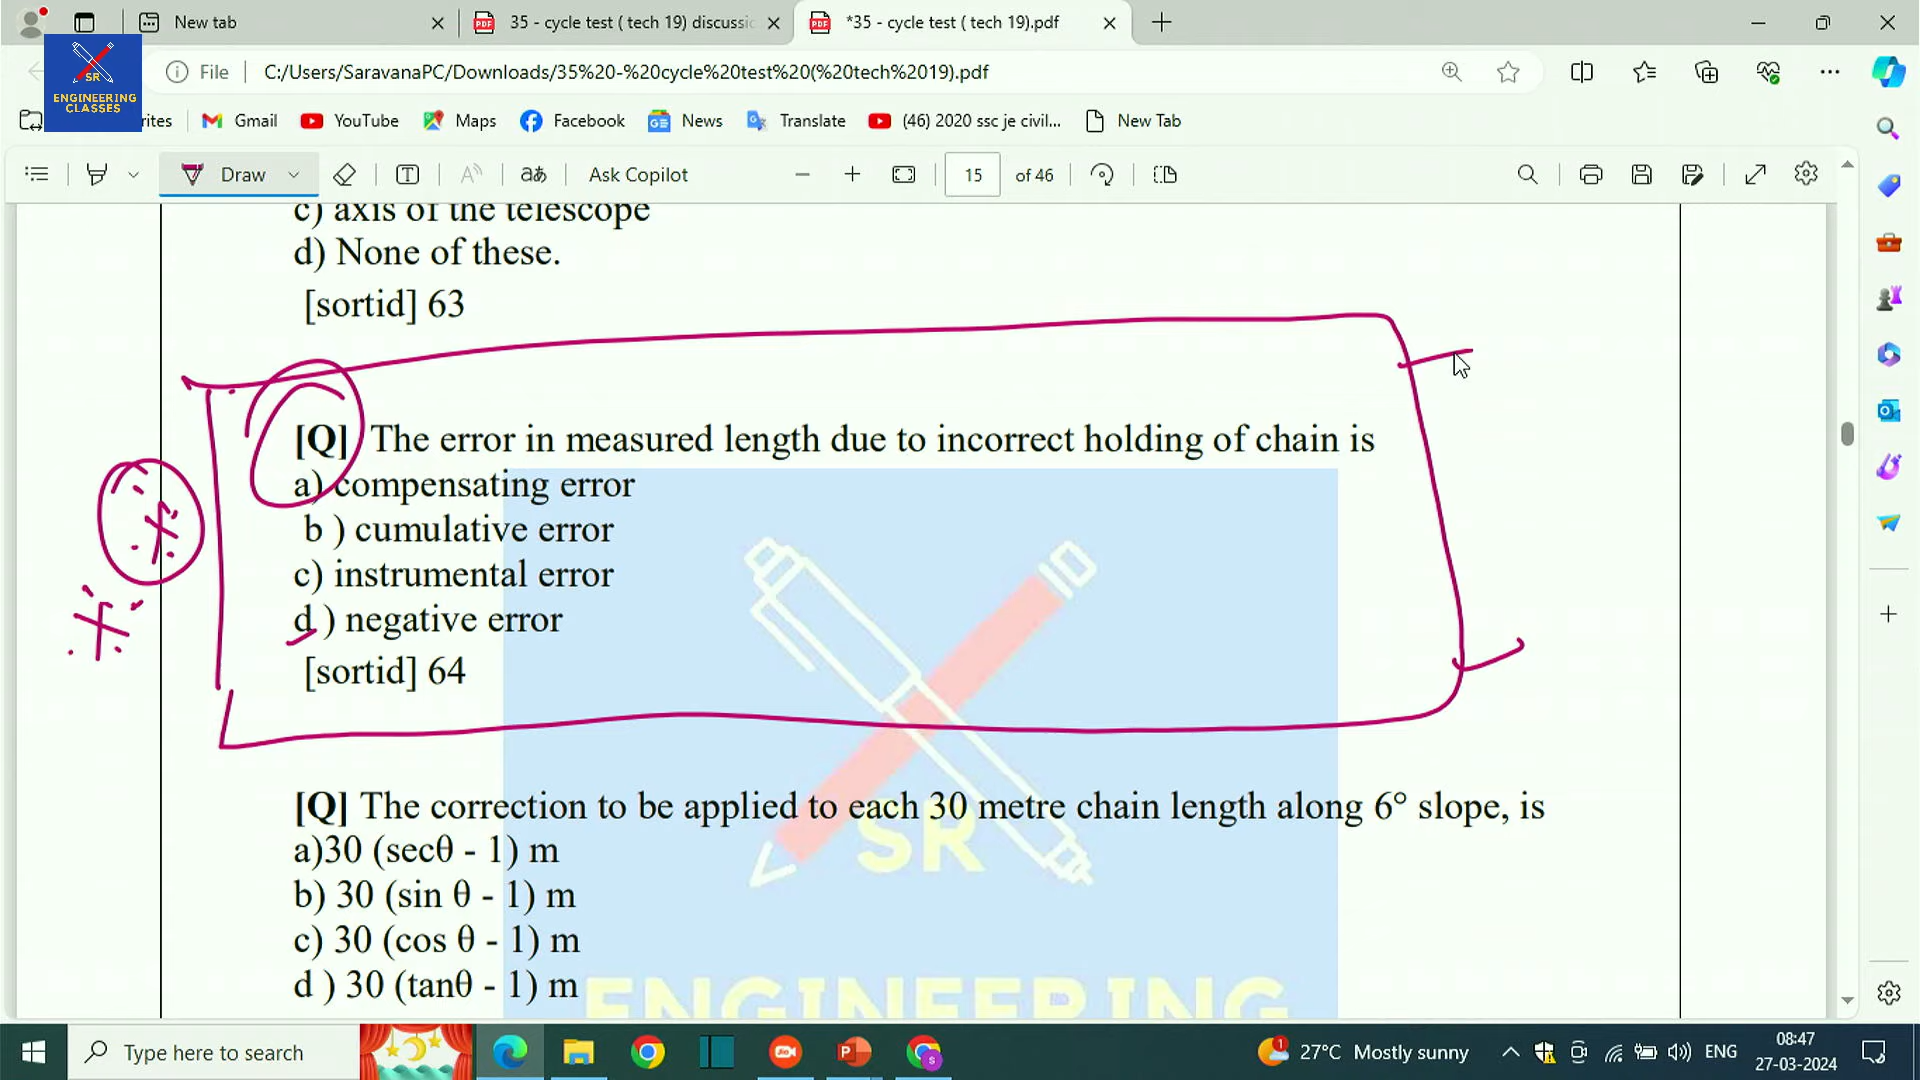 New tab
35 - cycle test ( tech 19) discussi
*35 - cycle test ( tech 19).pdf
File
C:/Users/SaravanaPC/Downloads/35%20-%20cycle%20test%20(%20tech%2019).pdf
SR
ENGINEERING
CLASSES
rites
Gmail
YouTube
Maps
Facebook
News
Translate
(46) 2020 ssc je civil...
New Tab
Draw
Ask Copilot
15
of 46
c) axis of the telescope
d) None of these.
[sortid] 63
[Q] The error in measured length due to incorrect holding of chain is
a) compensating error
b ) cumulative error
c) instrumental error
d ) negative error
[sortid] 64
[Q] The correction to be applied to each 30 metre chain length along 6° slope, is
a)30 (secθ - 1) m
b) 30 (sin θ - 1) m
c) 30 (cos θ - 1) m
d ) 30 (tanθ - 1) m
SR
ENGINEERING
Type here to search
27°C Mostly sunny
ENG
08:47
27-03-2024